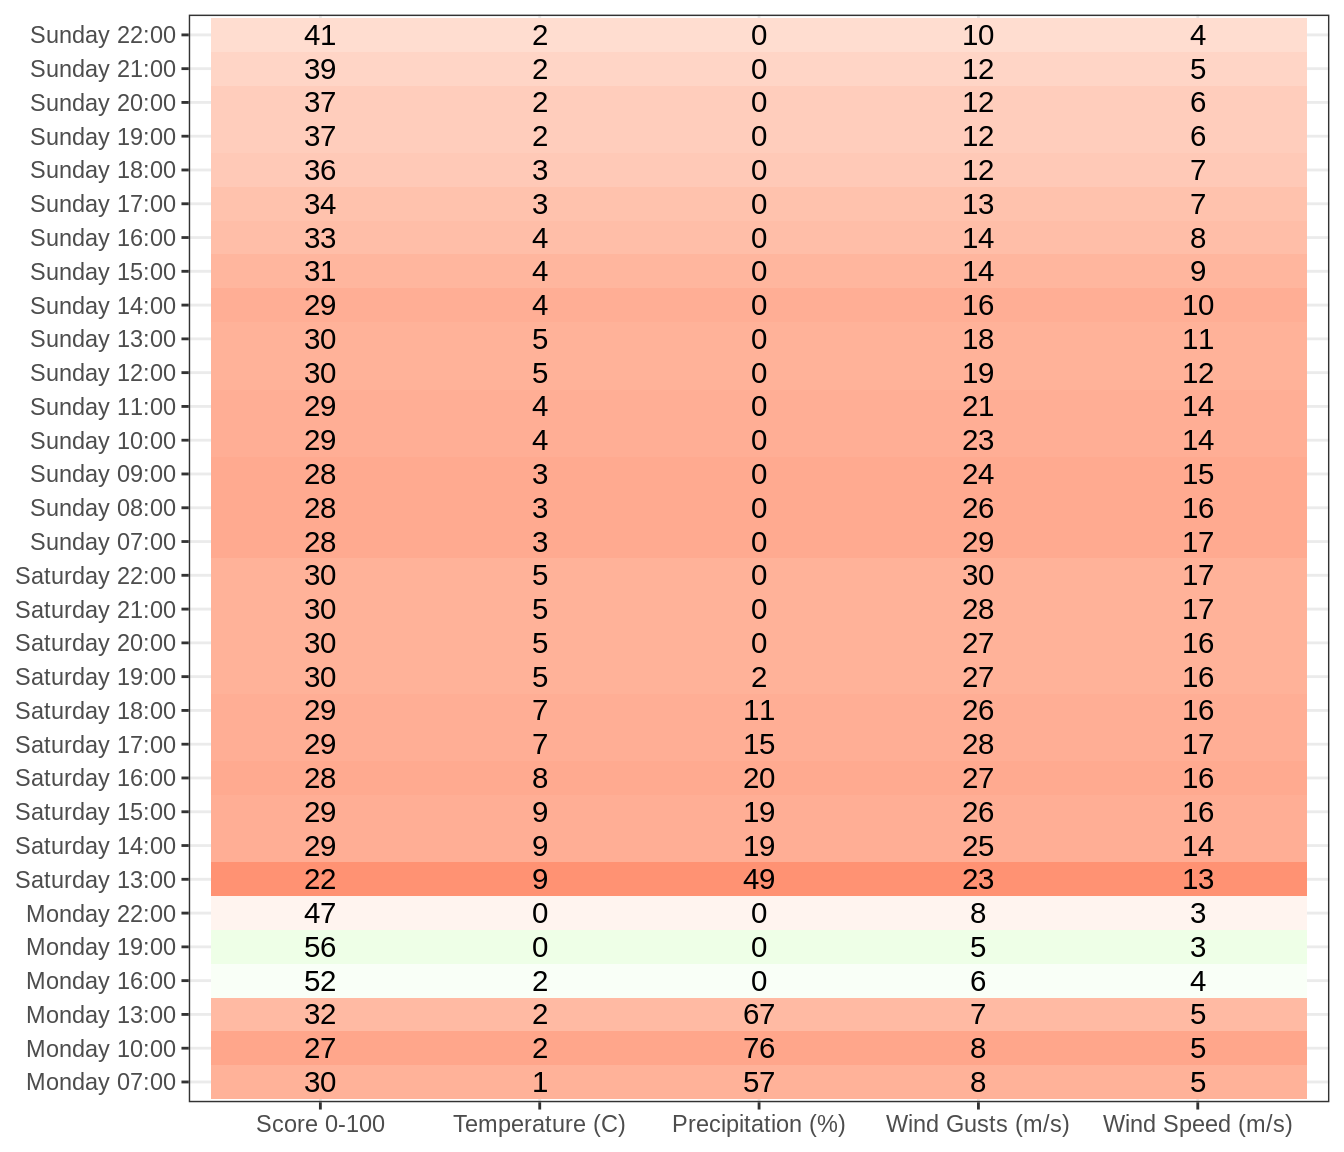 Sunday 22:00 41 2 0 10 4
Sunday 21:00 39 2 0 12 5
Sunday 20:00 37 2 0 12 6
Sunday 19:00 37 2 0 12 6
Sunday 18:00 36 3 0 12 7
Sunday 17:00 34 3 0 13 7
Sunday 16:00 33 4 0 14 8
Sunday 15:00 31 4 0 14 9
Sunday 14:00 29 4 0 16 10
Sunday 13:00 30 5 0 18 11
Sunday 12:00 30 5 0 19 12
Sunday 11:00 29 4 0 21 14
Sunday 10:00 29 4 0 23 14
Sunday 09:00 28 3 0 24 15
Sunday 08:00 28 3 0 26 16
Sunday 07:00 28 3 0 29 17
Saturday 22:00 30 5 0 30 17
Saturday 21:00 30 5 0 28 17
Saturday 20:00 30 5 0 27 16
Saturday 19:00 30 5 2 27 16
Saturday 18:00 29 7 11 26 16
Saturday 17:00 29 7 15 28 17
Saturday 16:00 28 8 20 27 16
Saturday 15:00 29 9 19 26 16
Saturday 14:00 29 9 19 25 14
Saturday 13:00 22 9 49 23 13
Monday 22:00 47 0 0 8 3
Monday 19:00 56 0 0 5 3
Monday 16:00 52 2 0 6 4
Monday 13:00 32 2 67 7 5
Monday 10:00 27 2 76 8 5
Monday 07:00 30 1 57 8 5
Score 0-100 Temperature (C) Precipitation (%) Wind Gusts (m/s) Wind Speed (m/s)